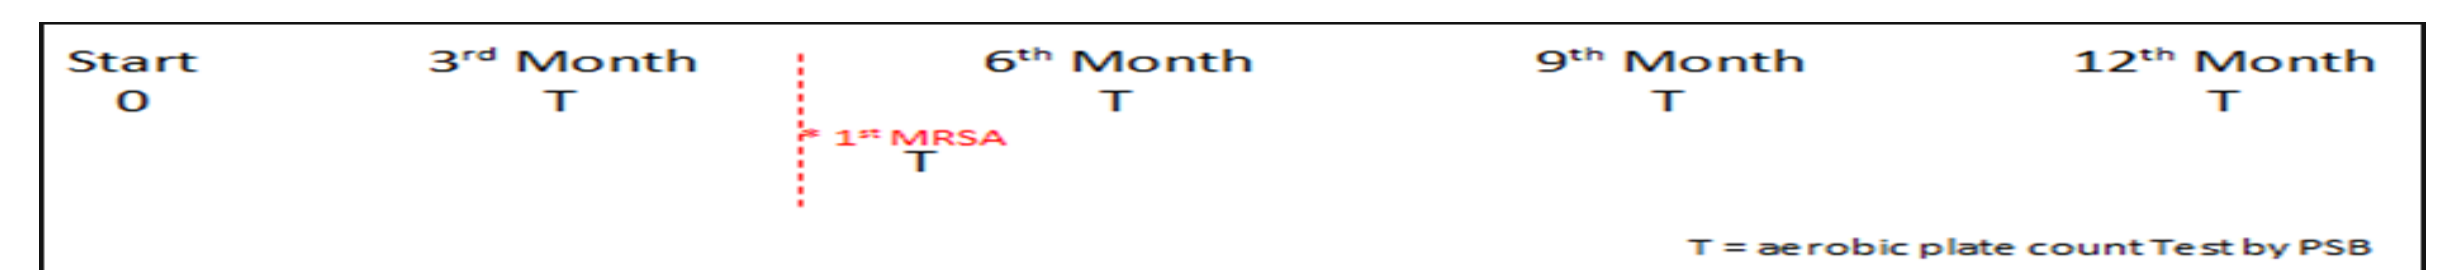 Start 3rd Month 6th Month 9th Month 12th Month
0 T T T T
* 1st MRSA
T
T = aerobic plate count Test by PSB